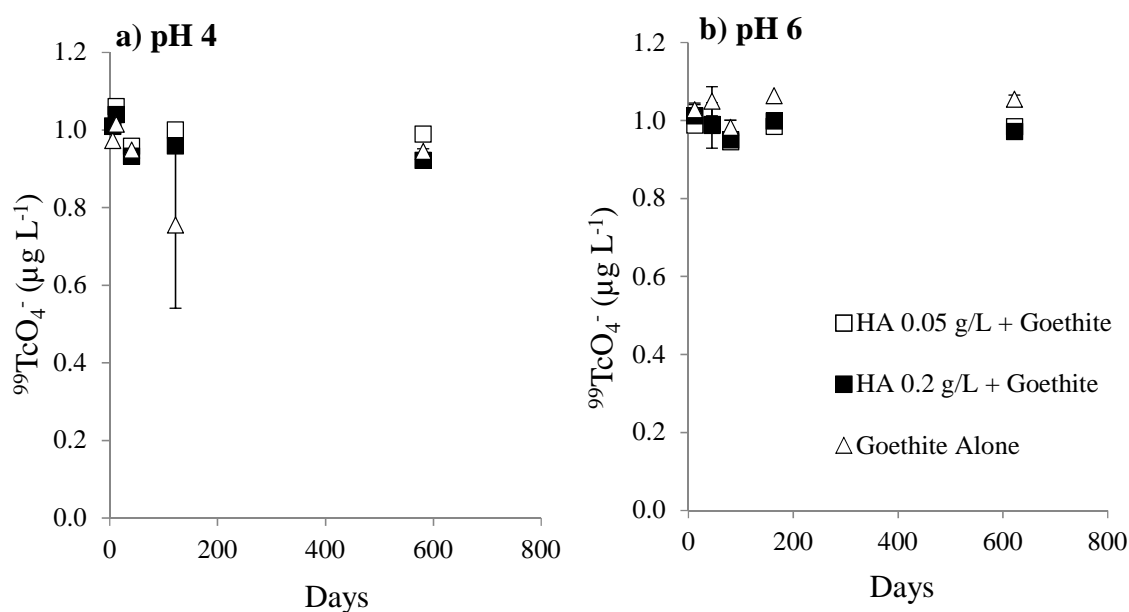 a) pH 4
1.2
1.0
0.8
0.6
0.4
0.2
0.0
⁹⁹TcO₄⁻ (µg L⁻¹)
0 200 400 600 800
Days
b) pH 6
1.2
1.0
0.8
0.6
0.4
0.2
0.0
⁹⁹TcO₄⁻ (µg L⁻¹)
HA 0.05 g/L + Goethite
HA 0.2 g/L + Goethite
Goethite Alone
0 200 400 600 800
Days